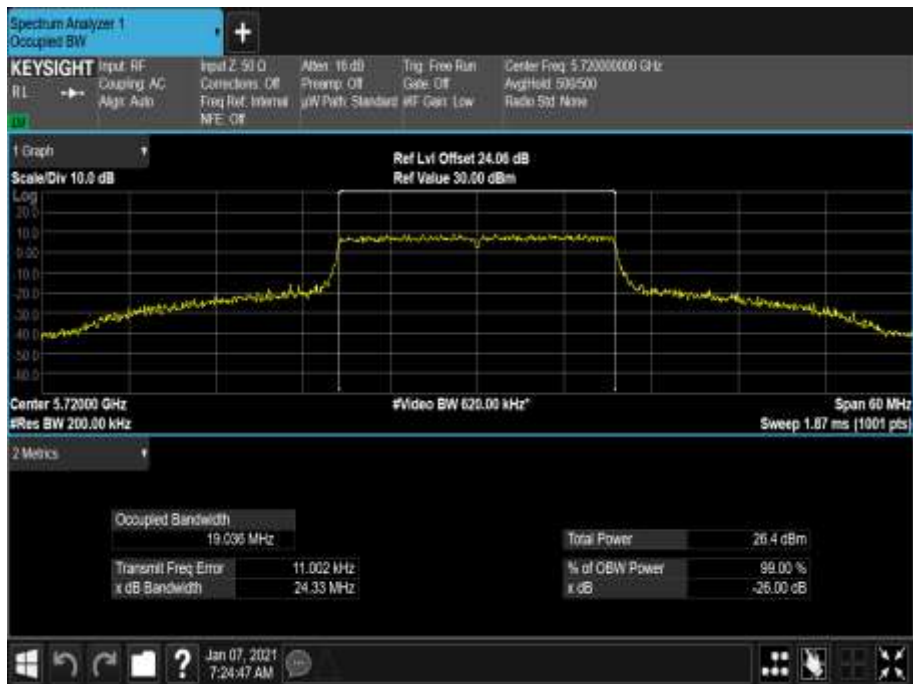 Spectrum Analyzer 1
Occupied BW
+
KEYSIGHT Input: RF
RL
Coupling: AC
Align: Auto
Input Z: 50 Ω
Corrections: Off
Freq Ref: Internal
NFE: Off
Atten: 16 dB
Preamp: Off
µW Path: Standard
Trig: Free Run
Gate: Off
#IF Gain: Low
Center Freq: 5.720000000 GHz
Avg|Hold: 500/500
Radio Std: None
1 Graph
Scale/Div 10.0 dB
Ref Lvl Offset 24.06 dB
Ref Value 30.00 dBm
Log
20.0
10.0
0.00
-10.0
-20.0
-30.0
-40.0
-50.0
-60.0
Center 5.72000 GHz
#Video BW 620.00 kHz*
Span 60 MHz
#Res BW 200.00 kHz
Sweep 1.87 ms (1001 pts)
2 Metrics
Occupied Bandwidth
19.036 MHz
Total Power 26.4 dBm
Transmit Freq Error 11.002 kHz
% of OBW Power 99.00 %
x dB Bandwidth 24.33 MHz
x dB -26.00 dB
?
Jan 07, 2021
7:24:47 AM